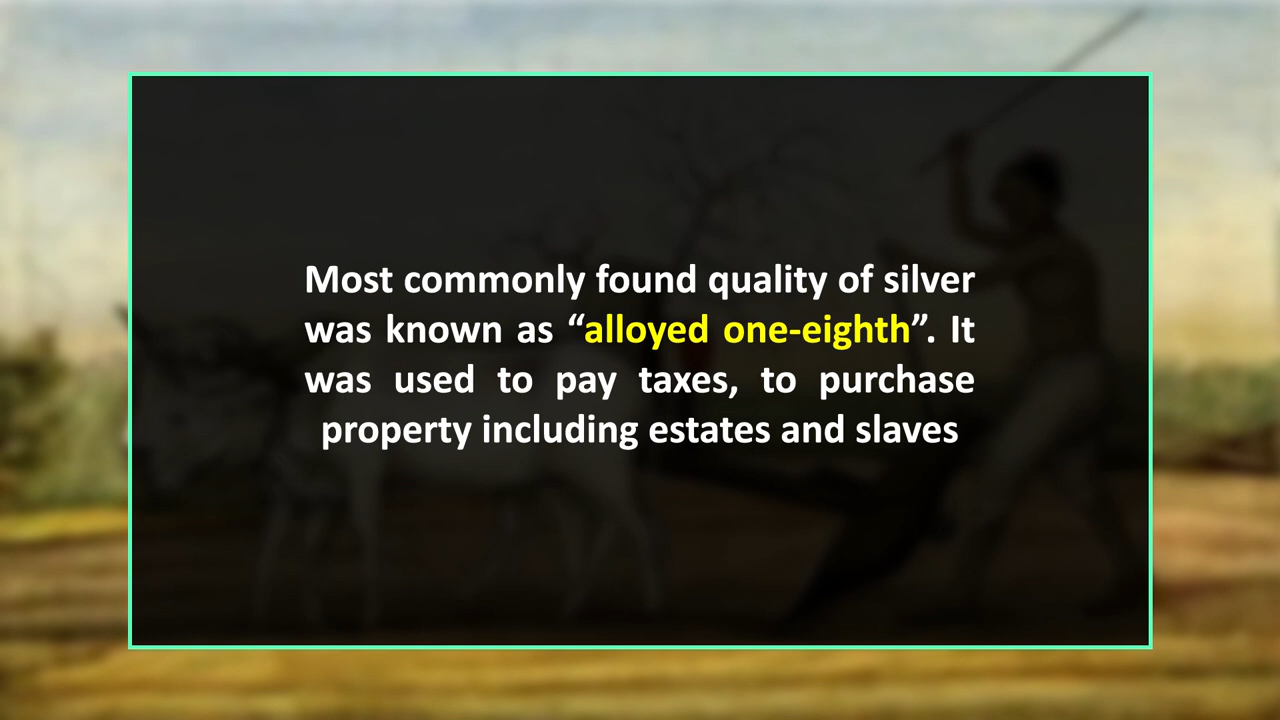 Most commonly found quality of silver
was known as “alloyed one-eighth”. It
was used to pay taxes, to purchase
property including estates and slaves